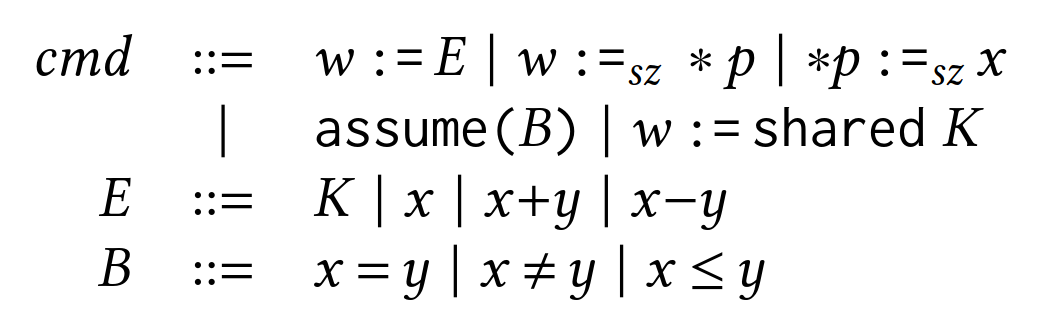 cmd ::= w := E | w :=sz *p | *p :=sz x
| assume(B) | w := shared K
E ::= K | x | x+y | x−y
B ::= x = y | x ≠ y | x ≤ y